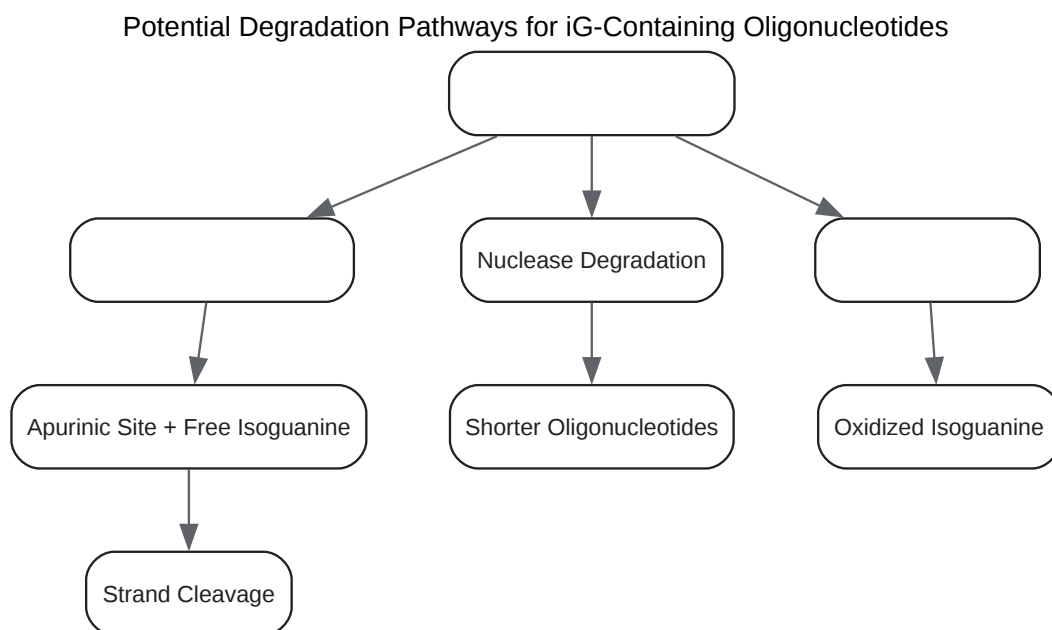 Potential Degradation Pathways for iG-Containing Oligonucleotides
Nuclease Degradation
Apurinic Site + Free Isoguanine
Shorter Oligonucleotides
Oxidized Isoguanine
Strand Cleavage